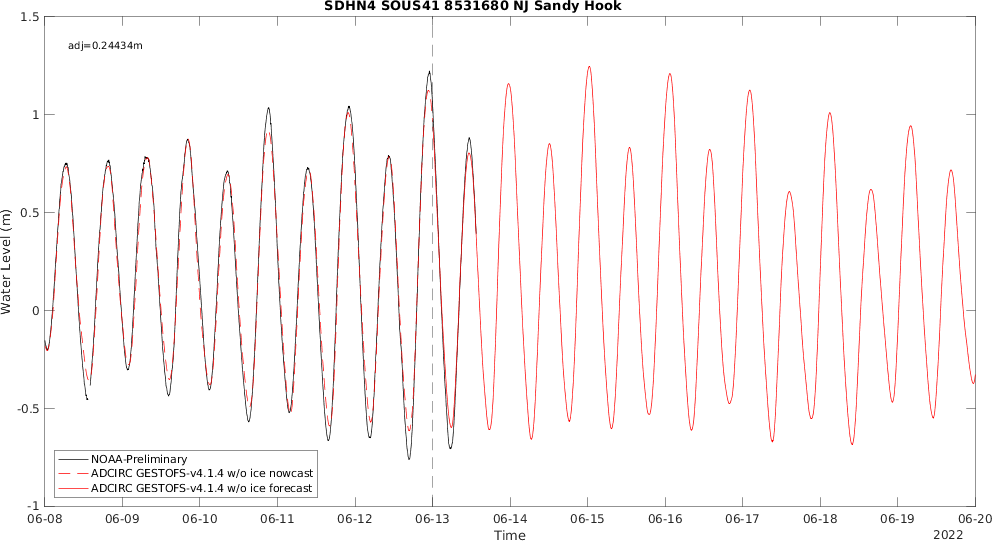 SDHN4 SOUS41 8531680 NJ Sandy Hook
adj=0.24434m
1.5
1
0.5
0
-0.5
-1
Water Level (m)
NOAA-Preliminary
ADCIRC GESTOFS-v4.1.4 w/o ice nowcast
ADCIRC GESTOFS-v4.1.4 w/o ice forecast
06-08 06-09 06-10 06-11 06-12 06-13 06-14 06-15 06-16 06-17 06-18 06-19 06-20
Time
2022